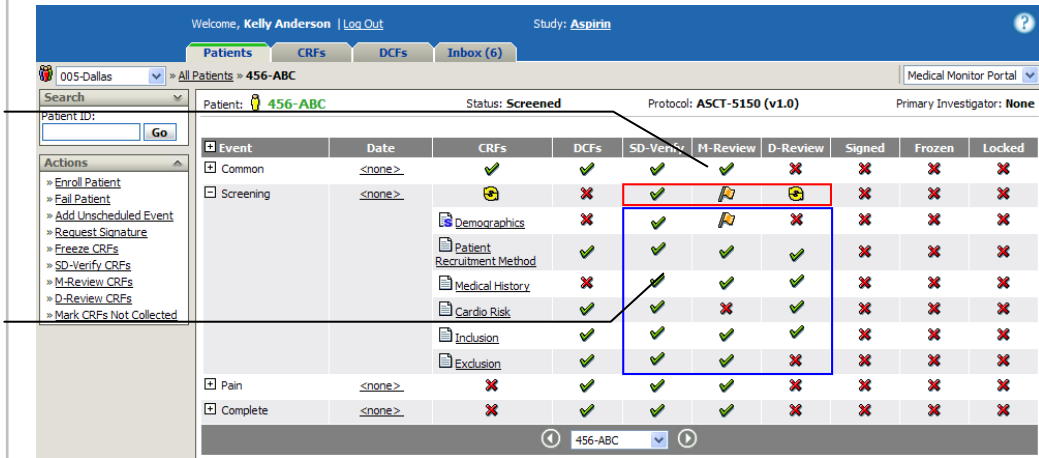 Welcome, Kelly Anderson | Log Out Study: Aspirin ?
Patients CRFs DCFs Inbox (6)
005-Dallas » All Patients » 456-ABC Medical Monitor Portal
Search
Patient: 456-ABC Status: Screened Protocol: ASCT-5150 (v1.0) Primary Investigator: None
Patient ID:
Go
Event Date CRFs DCFs SD-Verify M-Review D-Review Signed Frozen Locked
Actions
» Enroll Patient
» Fail Patient
» Add Unscheduled Event
» Request Signature
» Freeze CRFs
» SD-Verify CRFs
» M-Review CRFs
» D-Review CRFs
» Mark CRFs Not Collected
Common <none>
Screening <none>
S Demographics
Patient
Recruitment Method
Medical History
Cardio Risk
Inclusion
Exclusion
Pain <none>
Complete <none>
456-ABC